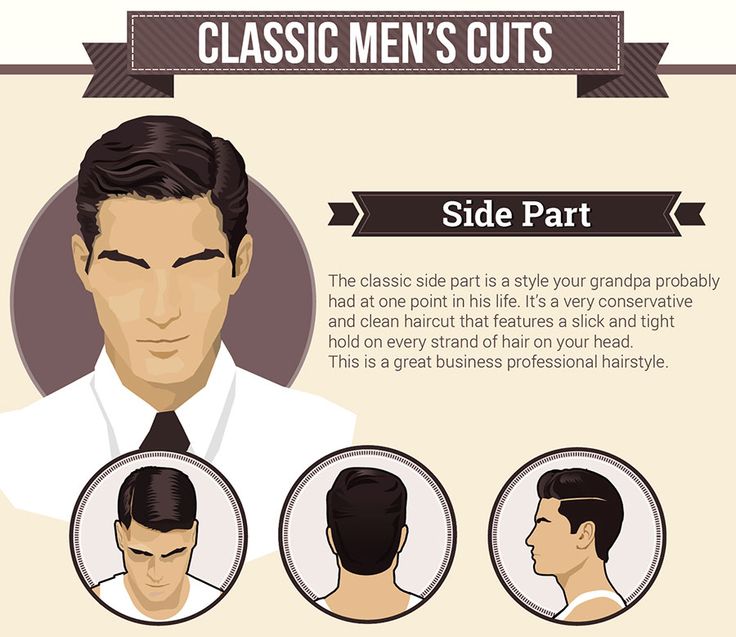 CLASSIC MEN'S CUTS
Side Part
The classic side part is a style your grandpa probably
had at one point in his life. It's a very conservative
and clean haircut that features a slick and tight
hold on every strand of hair on your head.
This is a great business professional hairstyle.